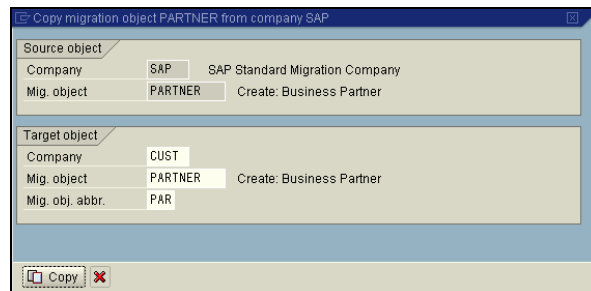 Copy migration object PARTNER from company SAP
Source object
Company SAP SAP Standard Migration Company
Mig. object PARTNER Create: Business Partner
Target object
Company CUST
Mig. object PARTNER Create: Business Partner
Mig. obj. abbr. PAR
Copy